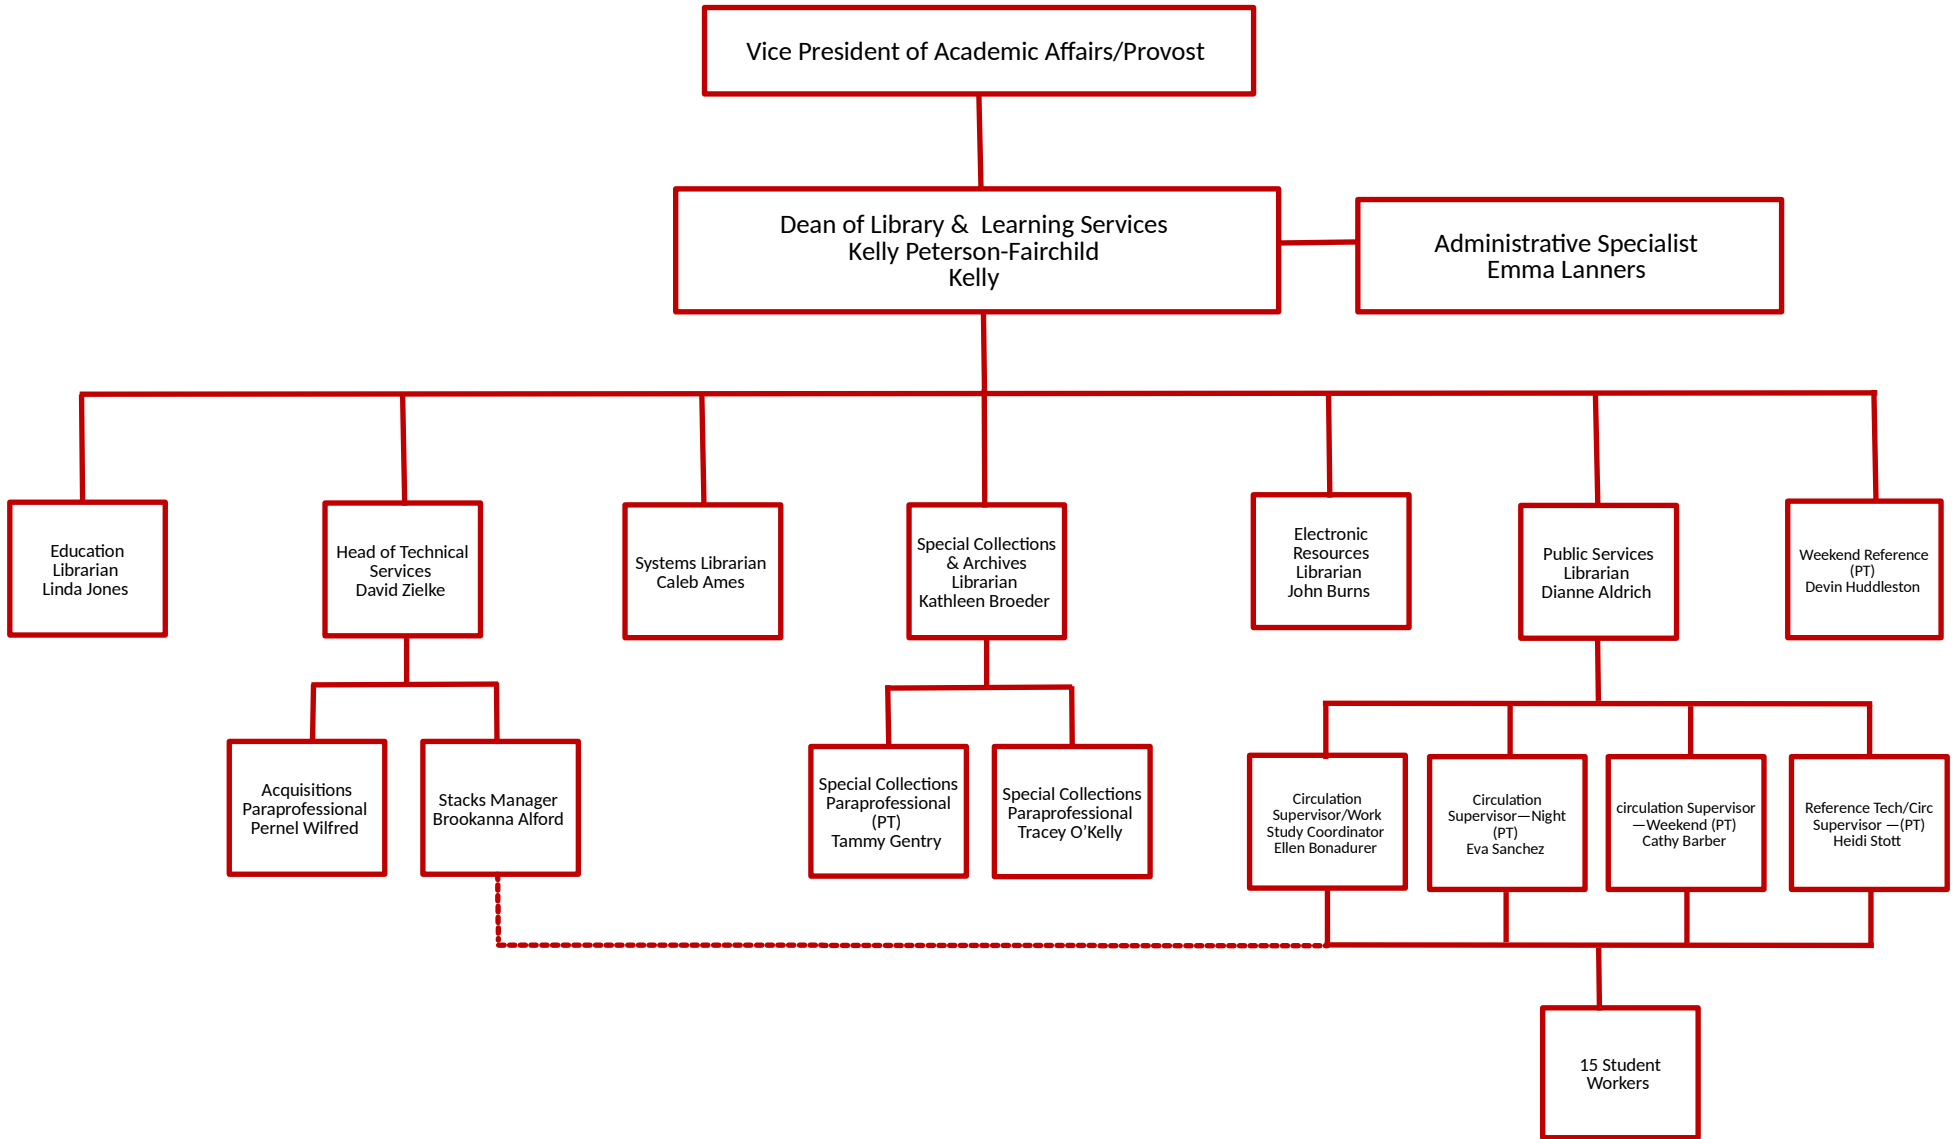 Vice President of Academic Affairs/Provost
Dean of Library &  Learning Services
Kelly Peterson-Fairchild
Kelly
Administrative Specialist
Emma Lanners
Education
Librarian
Linda Jones
Head of Technical
Services
David Zielke
Systems Librarian
Caleb Ames
Special Collections
& Archives
Librarian
Kathleen Broeder
Electronic
Resources
Librarian
John Burns
Public Services
Librarian
Dianne Aldrich
Weekend Reference
(PT)
Devin Huddleston
Acquisitions
Paraprofessional
Pernel Wilfred
Stacks Manager
Brookanna Alford
Special Collections
Paraprofessional
(PT)
Tammy Gentry
Special Collections
Paraprofessional
Tracey O’Kelly
Circulation
Supervisor/Work
Study Coordinator
Ellen Bonadurer
Circulation
Supervisor—Night
(PT)
Eva Sanchez
circulation Supervisor
—Weekend (PT)
Cathy Barber
Reference Tech/Circ
Supervisor —(PT)
Heidi Stott
15 Student
Workers